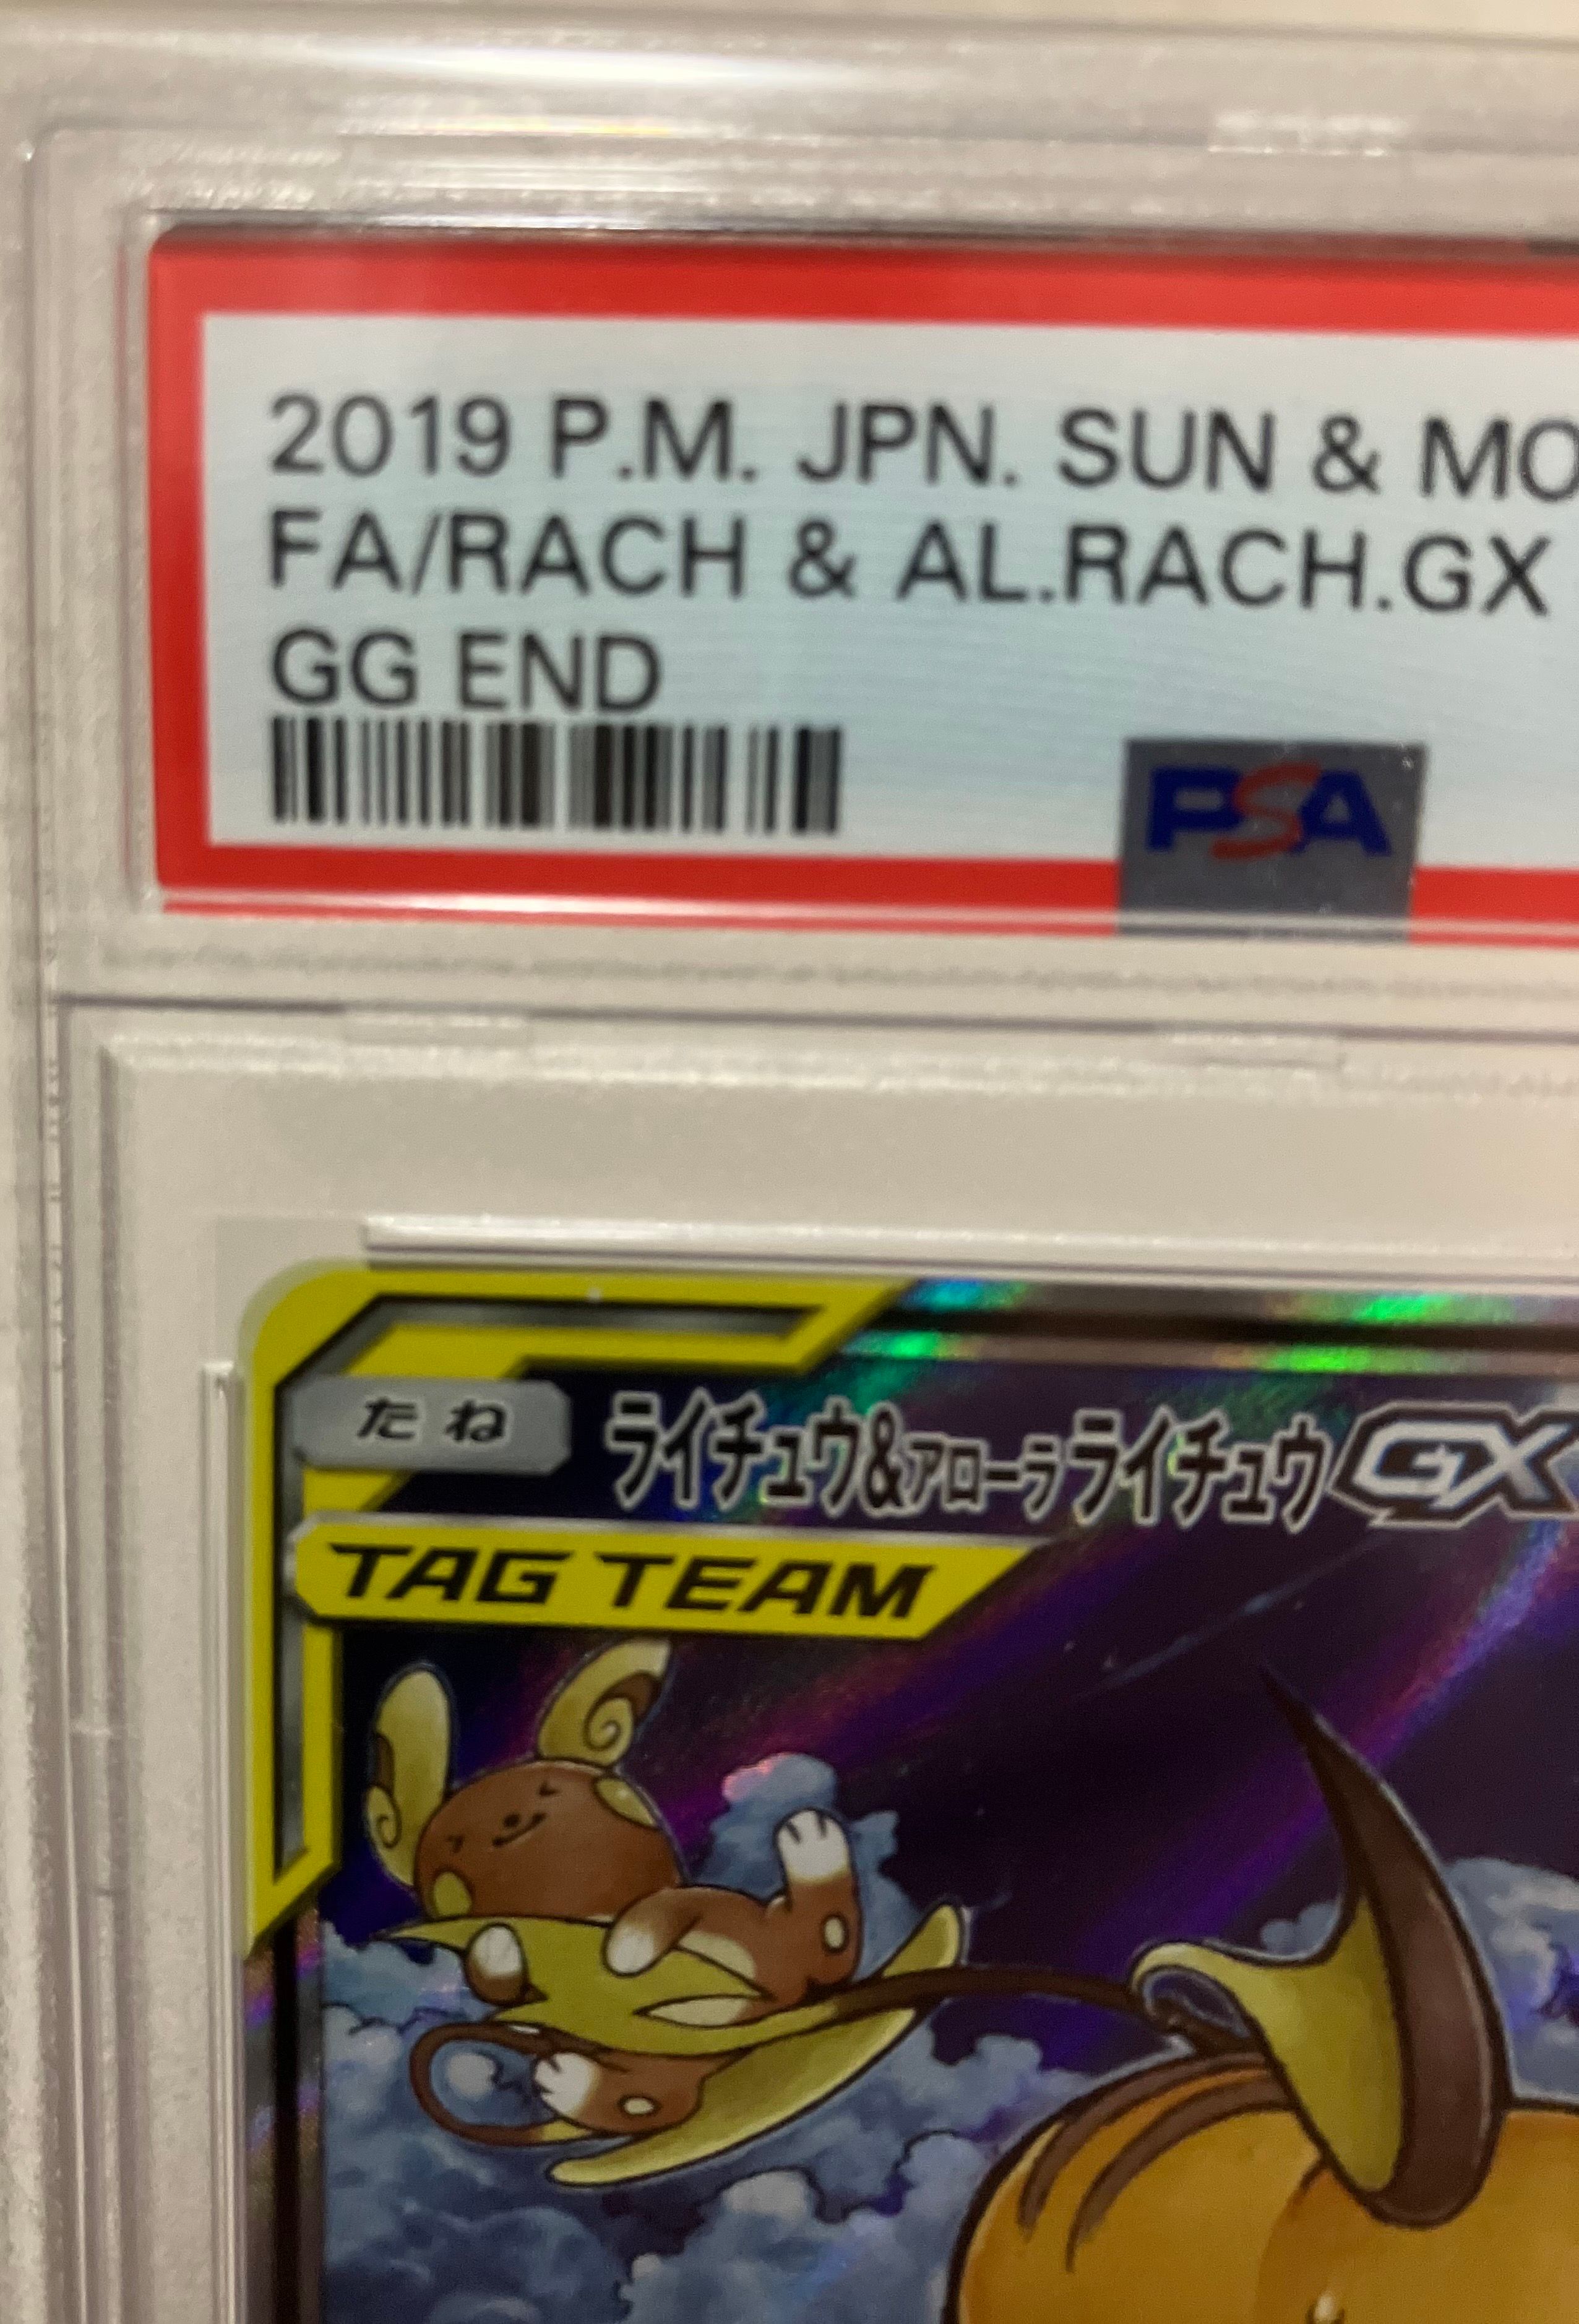 2019 P.M. JPN. SUN & MO
FA/RACH & AL.RACH.GX
GG END
PSA
たね
ライチュウ&アローラライチュウGX
TAG TEAM